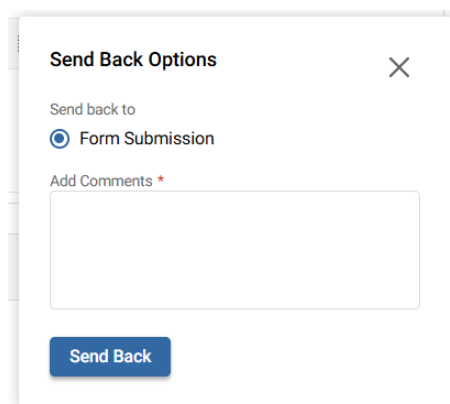 Send Back Options
Send back to
Form Submission
Add Comments *
Send Back